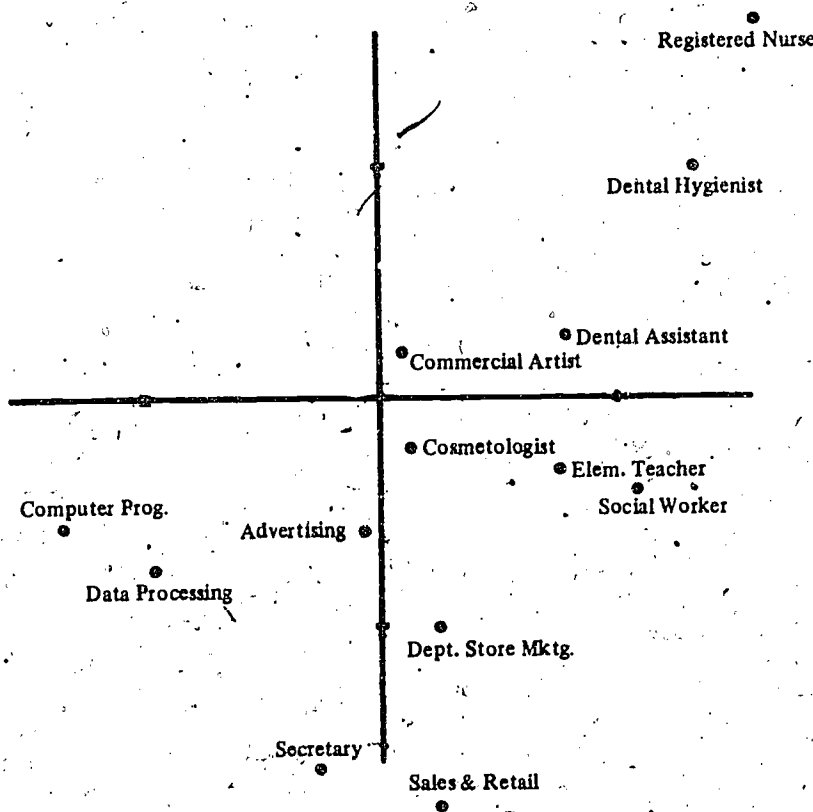 Registered Nurse
Dental Hygienist
Dental Assistant
Commercial Artist
Cosmetologist
Elem. Teacher
Social Worker
Computer Prog.
Advertising
Data Processing
Dept. Store Mktg.
Secretary
Sales & Retail